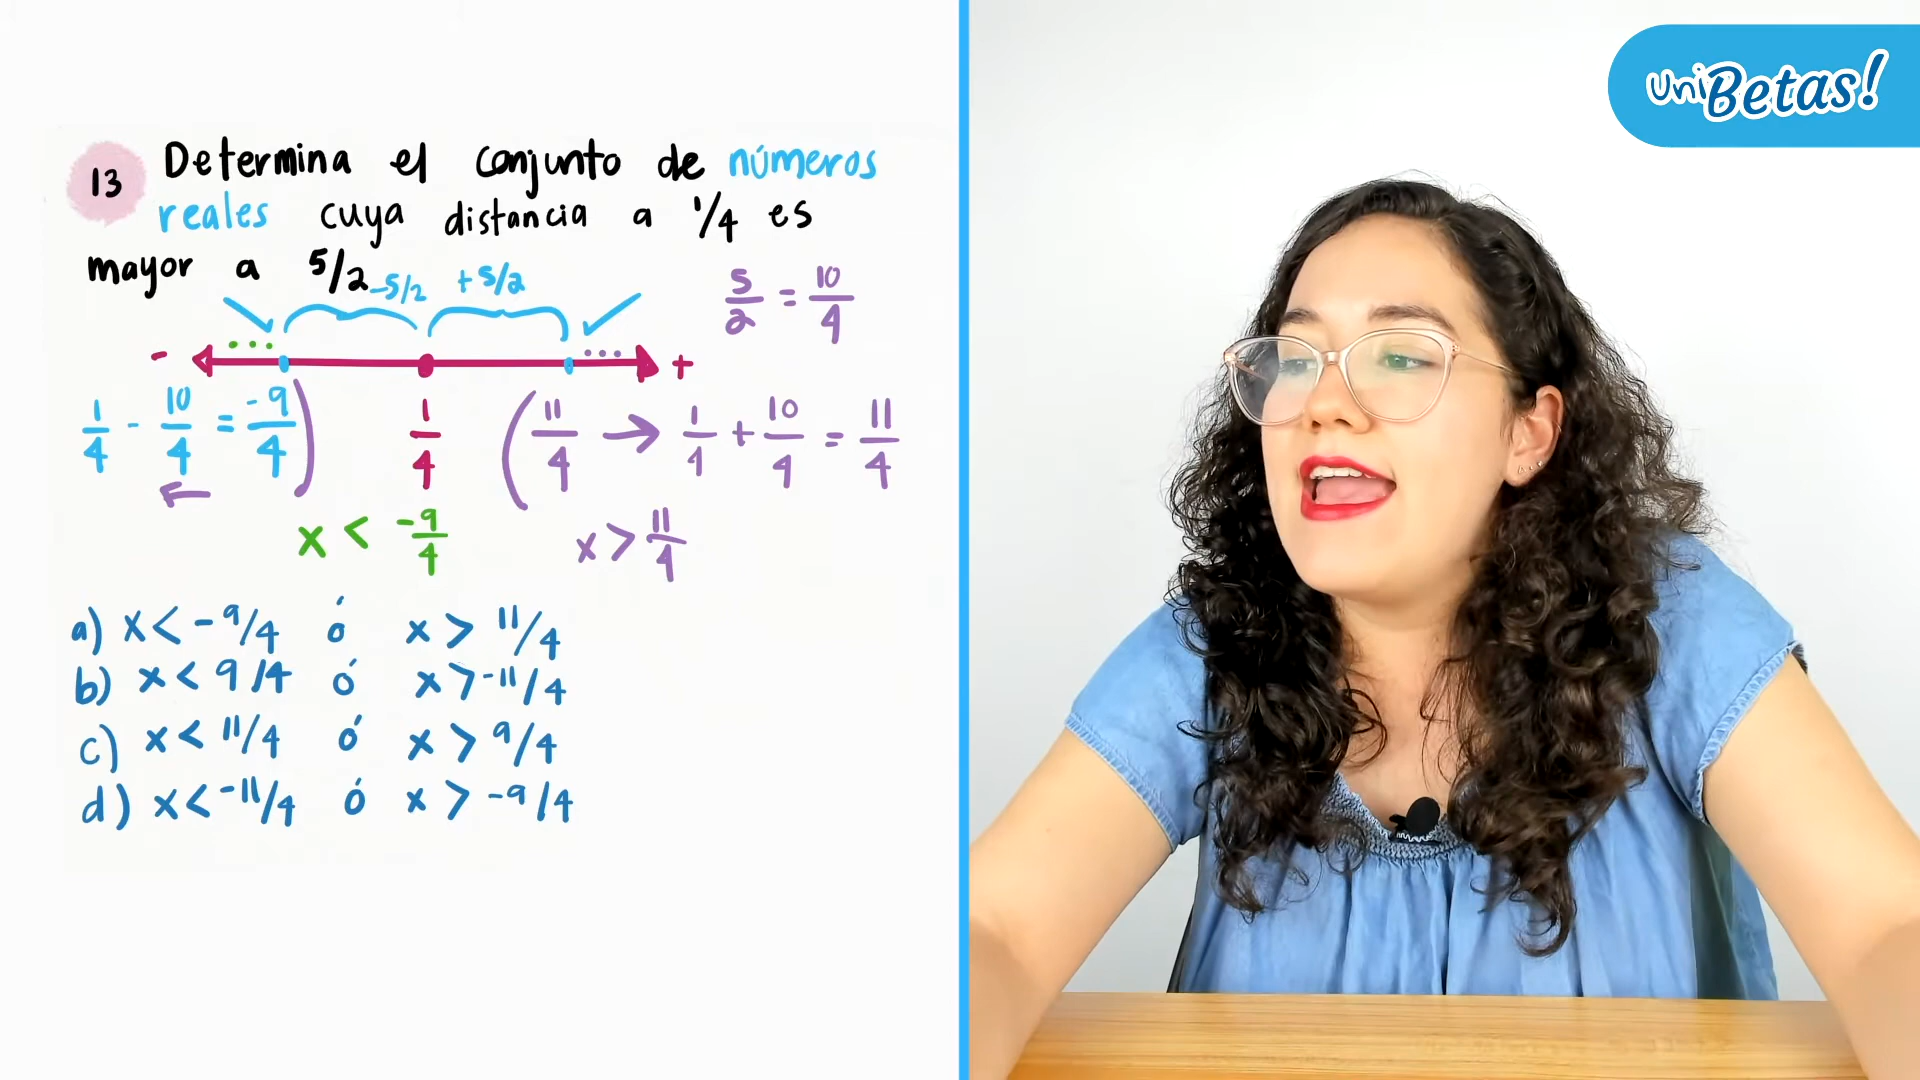 UniBetas!
13 Determina el conjunto de números
reales cuya distancia a 1/4 es
mayor a 5/2
-5/2 +5/2
5/2 = 10/4
- ... ... +
1/4 - 10/4 = -9/4 ) 1/4 ( 11/4 → 1/4 + 10/4 = 11/4
←
x < -9/4 x > 11/4
a) x < -9/4 ó x > 11/4
b) x < 9/4 ó x > -11/4
c) x < 11/4 ó x > 9/4
d) x < -11/4 ó x > -9/4